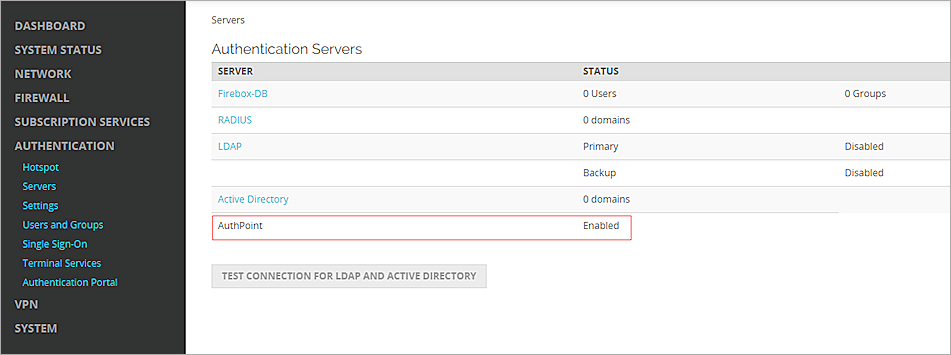 DASHBOARD
SYSTEM STATUS
NETWORK
FIREWALL
SUBSCRIPTION SERVICES
AUTHENTICATION
Hotspot
Servers
Settings
Users and Groups
Single Sign-On
Terminal Services
Authentication Portal
VPN
SYSTEM
Servers
Authentication Servers
SERVER STATUS
Firebox-DB 0 Users 0 Groups
RADIUS 0 domains
LDAP Primary Disabled
Backup Disabled
Active Directory 0 domains
AuthPoint Enabled
TEST CONNECTION FOR LDAP AND ACTIVE DIRECTORY